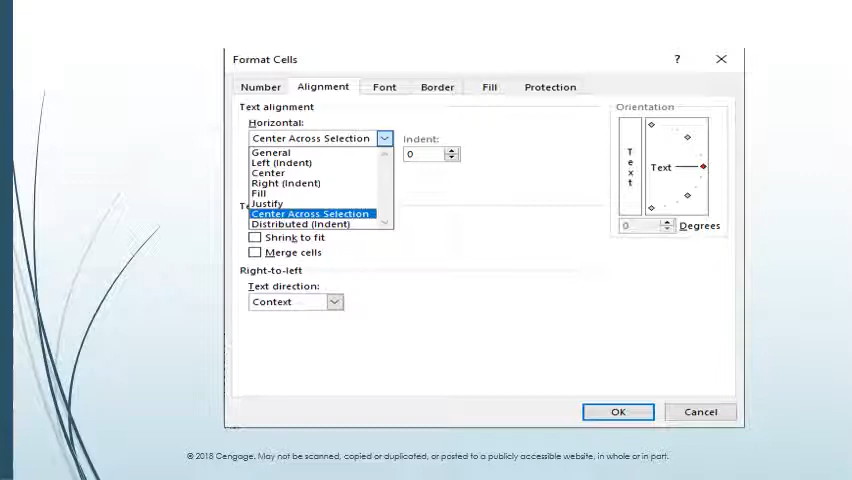 Format Cells ? ×
Number Alignment Font Border Fill Protection
Text alignment
Orientation
Horizontal:
Center Across Selection
Indent:
0
General
Left (Indent)
Center
Right (Indent)
Fill
Justify
Center Across Selection
Distributed (Indent)
Text
Text
0 Degrees
Shrink to fit
Merge cells
Right-to-left
Text direction:
Context
OK Cancel
© 2018 Cengage. May not be scanned, copied or duplicated, or posted to a publicly accessible website, in whole or in part.